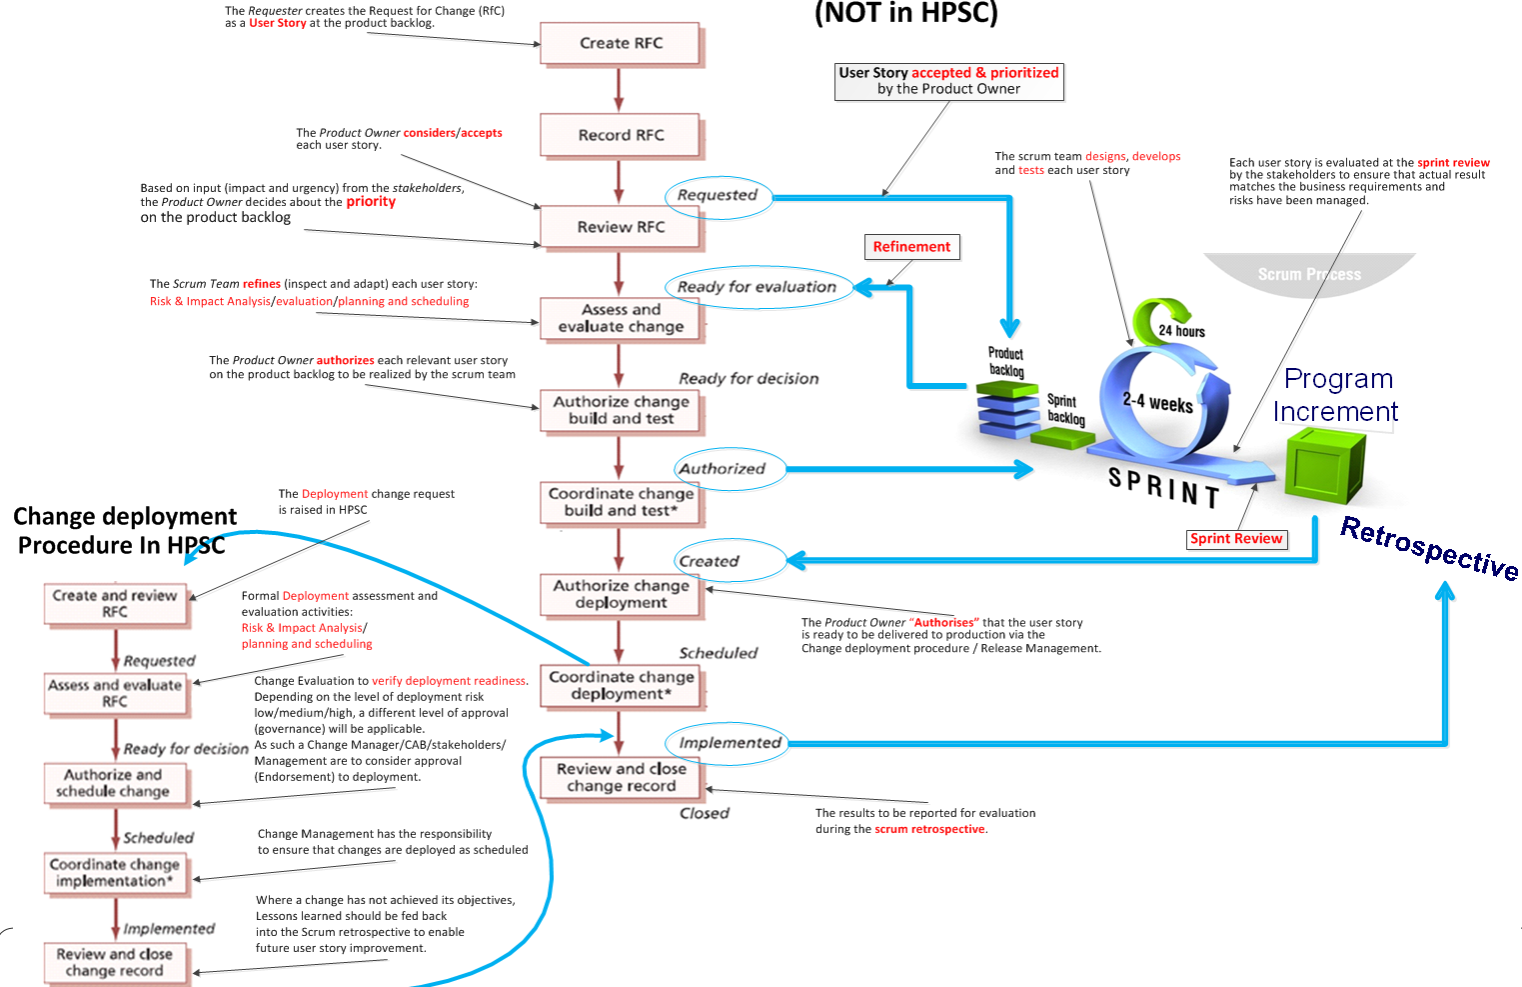 (NOT in HPSC)
The Requester creates the Request for Change (RfC)
as a User Story at the product backlog.
Create RFC
User Story accepted & prioritized
by the Product Owner
Record RFC
The Product Owner considers/accepts
each user story.
The scrum team designs, develops
and tests each user story
Each user story is evaluated at the sprint review
by the stakeholders to ensure that actual result
matches the business requirements and
risks have been managed.
Based on input (impact and urgency) from the stakeholders,
the Product Owner decides about the priority
on the product backlog
Requested
Review RFC
Refinement
The Scrum Team refines (inspect and adapt) each user story:
Risk & Impact Analysis/evaluation/planning and scheduling
Ready for evaluation
Scrum Process
Assess and
evaluate change
24 hours
The Product Owner authorizes each relevant user story
on the product backlog to be realized by the scrum team
Ready for decision
Product
backlog
Program
Increment
Authorize change
build and test
Sprint
backlog
2-4 weeks
Authorized
SPRINT
Coordinate change
build and test*
The Deployment change request
is raised in HPSC
Change deployment
Procedure In HPSC
Sprint Review
Retrospective
Created
Create and review
RFC
Authorize change
deployment
Formal Deployment assessment and
evaluation activities:
Risk & Impact Analysis/
planning and scheduling
The Product Owner “Authorises” that the user story
is ready to be delivered to production via the
Change deployment procedure / Release Management.
Requested
Scheduled
Assess and evaluate
RFC
Coordinate change
deployment*
Change Evaluation to verify deployment readiness.
Depending on the level of deployment risk
low/medium/high, a different level of approval
(governance) will be applicable.
As such a Change Manager/CAB/stakeholders/
Management are to consider approval
(Endorsement) to deployment.
Ready for decision
Implemented
Authorize and
schedule change
Review and close
change record
Closed
The results to be reported for evaluation
during the scrum retrospective.
Scheduled
Change Management has the responsibility
to ensure that changes are deployed as scheduled
Coordinate change
implementation*
Where a change has not achieved its objectives,
Lessons learned should be fed back
into the Scrum retrospective to enable
future user story improvement.
Implemented
Review and close
change record